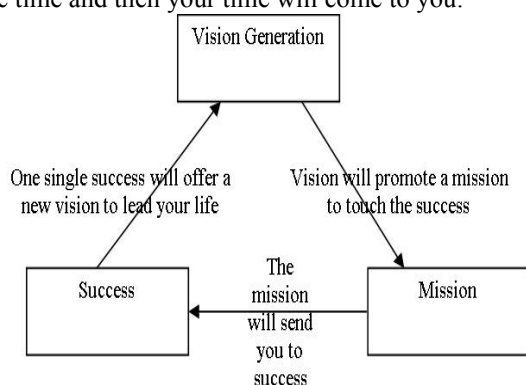 e time and then your time will come to you.
Vision Generation
One single success will offer a
new vision to lead your life
Vision will promote a mission
to touch the success
Success
The
mission
will send
you to
success
Mission